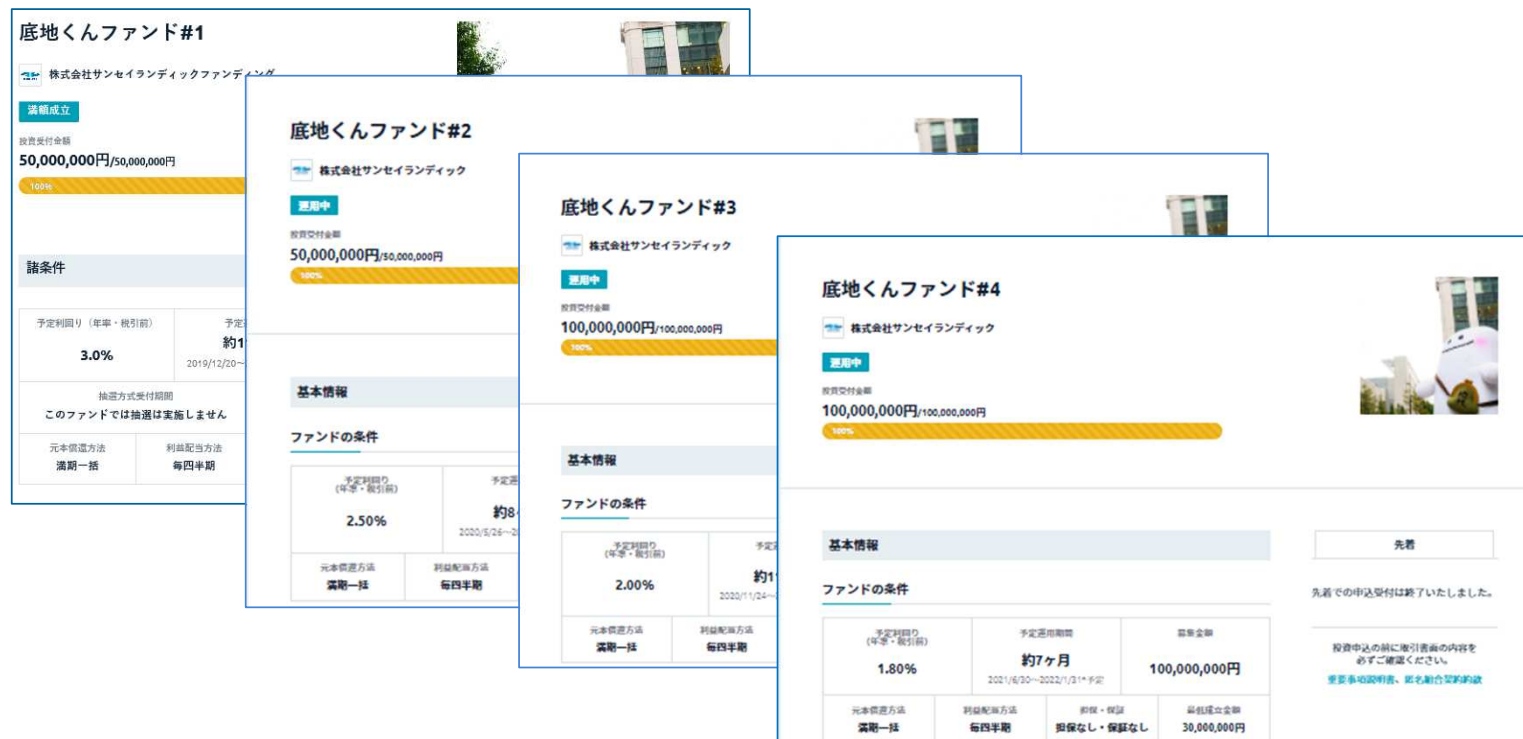 底地くんファンド#1
株式会社サンセイランディックファンディング
満額成立
投資受付金額
50,000,000円/50,000,000円
100%
諸条件
予定利回り（年率・税引前）
3.0%
約1
2019/12/20～
抽選方式受付期間
このファンドでは抽選は実施しません
元本償還方法
満期一括
利益配当方法
毎四半期
底地くんファンド#2
株式会社サンセイランディック
運用中
投資受付金額
50,000,000円/50,000,000円
100%
基本情報
ファンドの条件
予定利回り
(年率・税引前)
2.50%
約8
2020/5/26～
元本償還方法
満期一括
利益配当方法
毎四半期
底地くんファンド#3
株式会社サンセイランディック
運用中
投資受付金額
100,000,000円/100,000,000円
100%
基本情報
ファンドの条件
予定利回り
(年率・税引前)
2.00%
約1
2020/11/24～
元本償還方法
満期一括
利益配当方法
毎四半期
底地くんファンド#4
株式会社サンセイランディック
運用中
投資受付金額
100,000,000円/100,000,000円
100%
基本情報
ファンドの条件
予定利回り
(年率・税引前)
1.80%
予定運用期間
約7ヶ月
2021/6/30～2022/1/31*予定
募集金額
100,000,000円
元本償還方法
満期一括
利益配当方法
毎四半期
担保・保証
担保なし・保証なし
最低成立金額
30,000,000円
先着
先着での申込受付は終了いたしました。
投資申込の前に取引書面の内容を
必ずご確認ください。
重要事項説明書、匿名組合契約約款